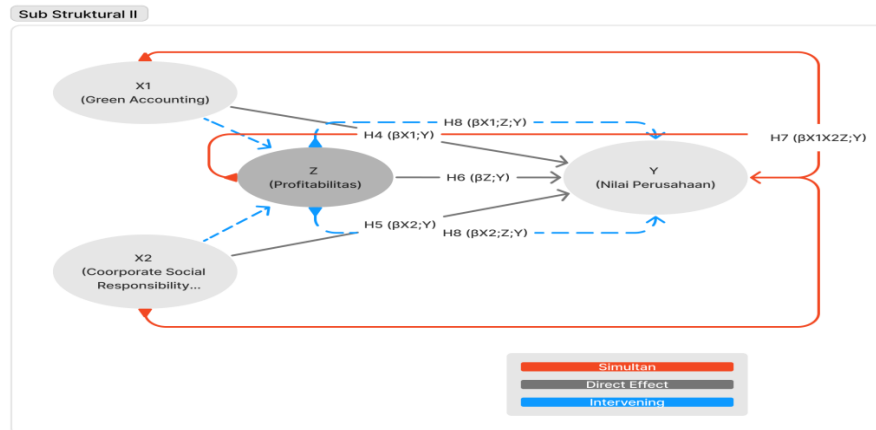 Sub Struktural II
X1
(Green Accounting)
H8 (βX1;Z;Y)
H4 (βX1;Y)
H7 (βX1X2Z;Y)
Z
(Profitabilitas)
H6 (βZ;Y)
Y
(Nilai Perusahaan)
H5 (βX2;Y)
H8 (βX2;Z;Y)
X2
(Coorporate Social
Responsibility...
Simultan
Direct Effect
Intervening